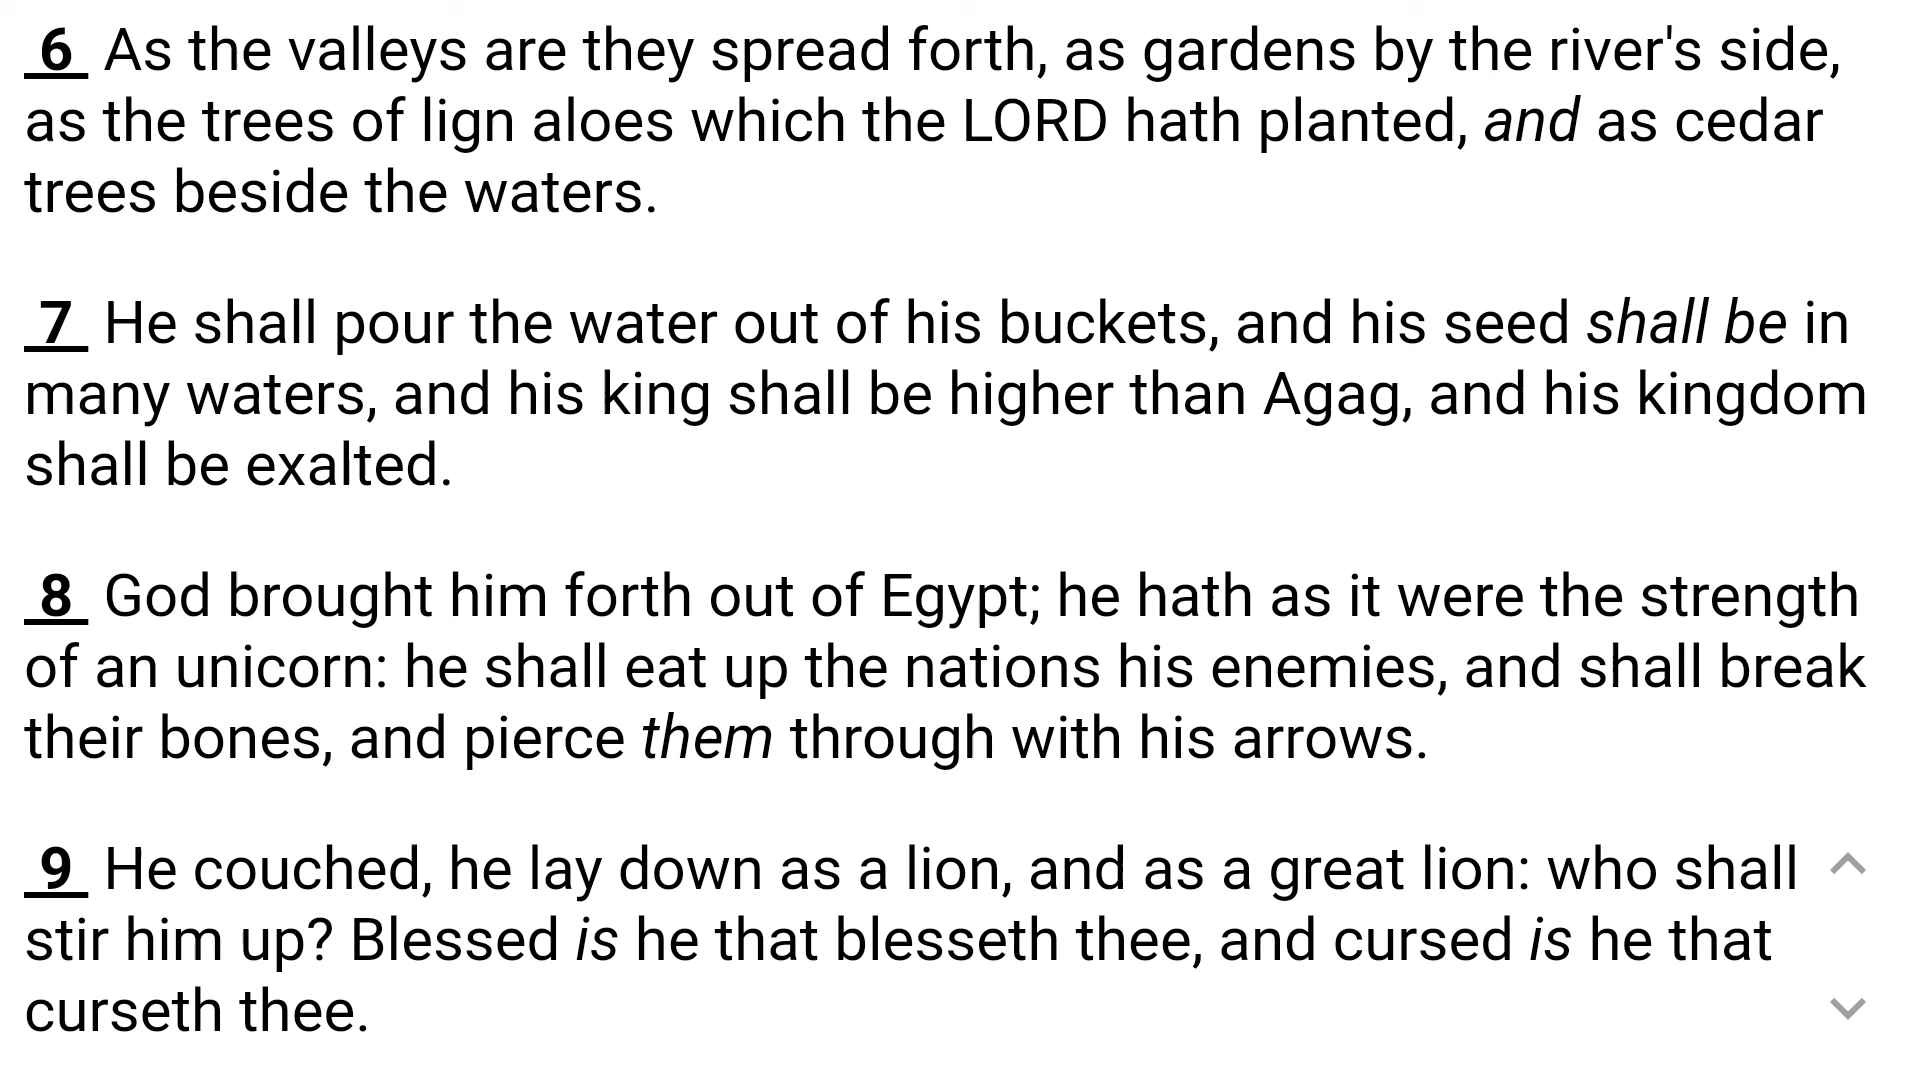 6 As the valleys are they spread forth, as gardens by the river's side,
as the trees of lign aloes which the LORD hath planted, and as cedar
trees beside the waters.
7 He shall pour the water out of his buckets, and his seed shall be in
many waters, and his king shall be higher than Agag, and his kingdom
shall be exalted.
8 God brought him forth out of Egypt; he hath as it were the strength
of an unicorn: he shall eat up the nations his enemies, and shall break
their bones, and pierce them through with his arrows.
9 He couched, he lay down as a lion, and as a great lion: who shall
stir him up? Blessed is he that blesseth thee, and cursed is he that
curseth thee.